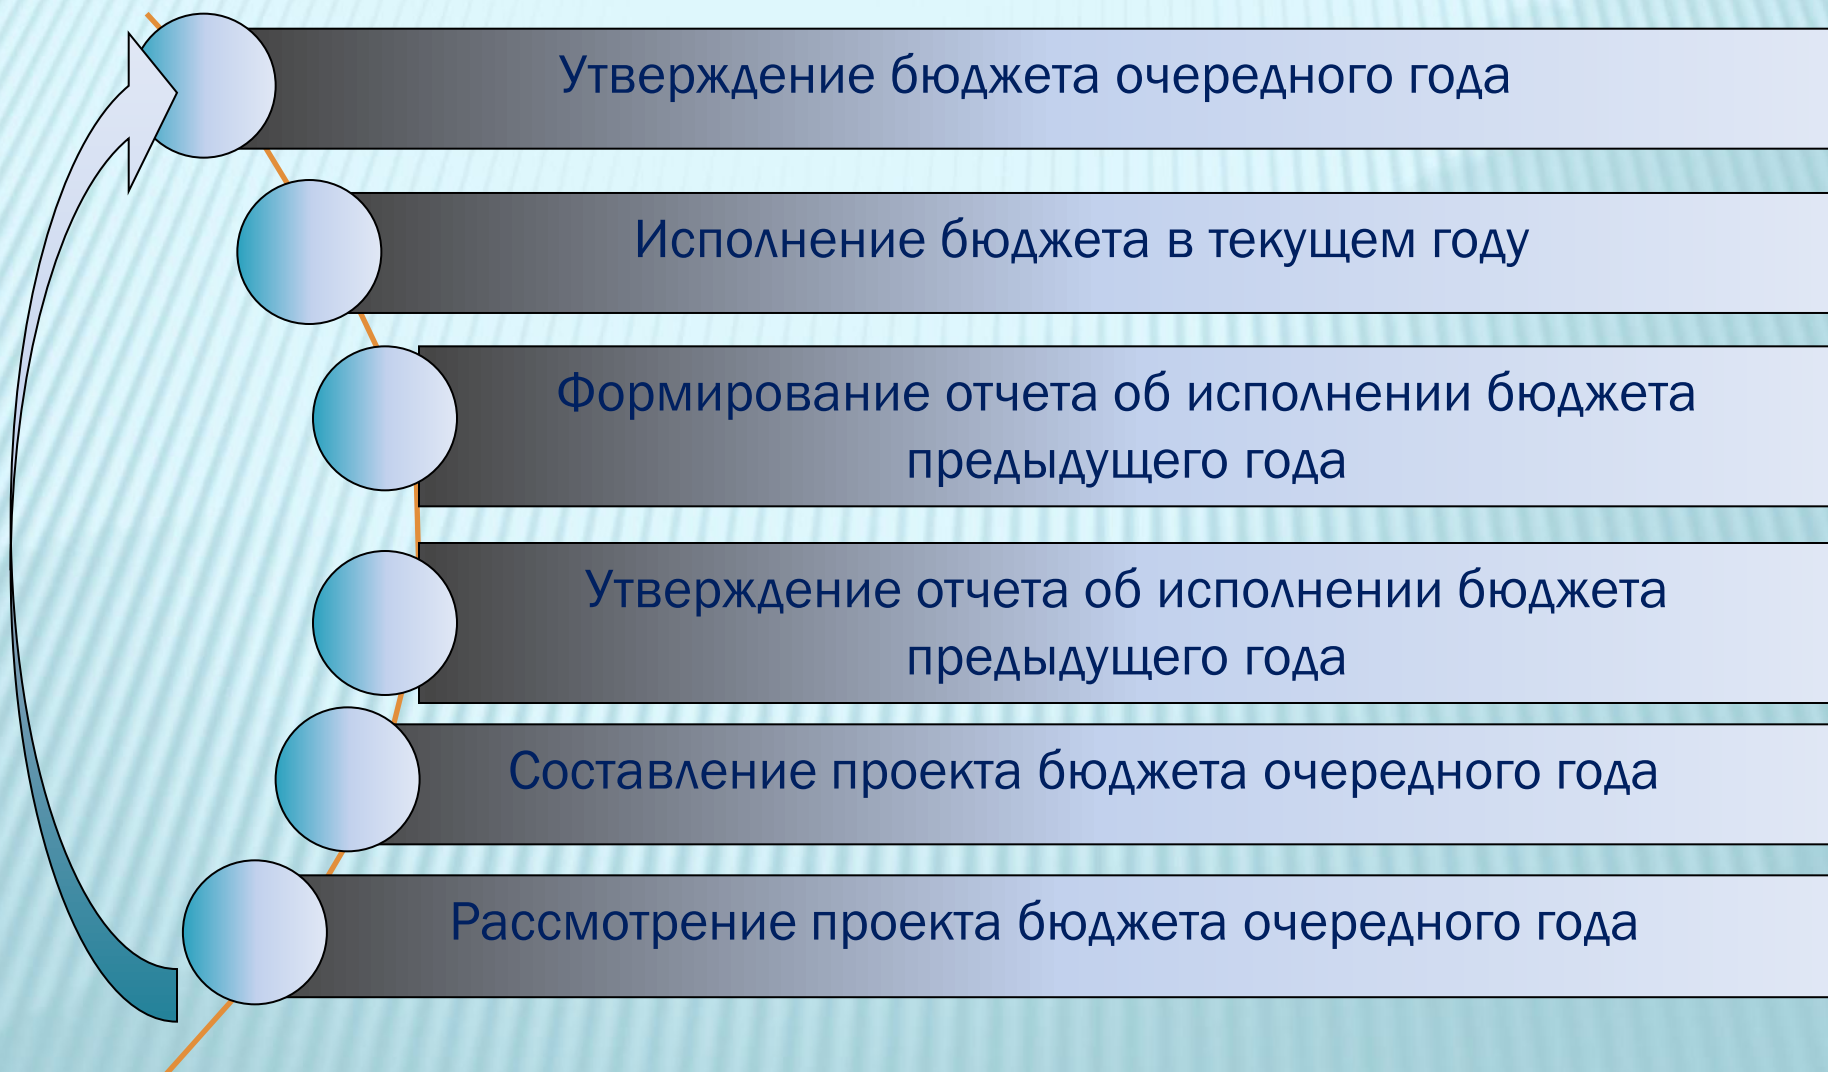 Утверждение бюджета очередного года
Исполнение бюджета в текущем году
Формирование отчета об исполнении бюджета
предыдущего года
Утверждение отчета об исполнении бюджета
предыдущего года
Составление проекта бюджета очередного года
Рассмотрение проекта бюджета очередного года